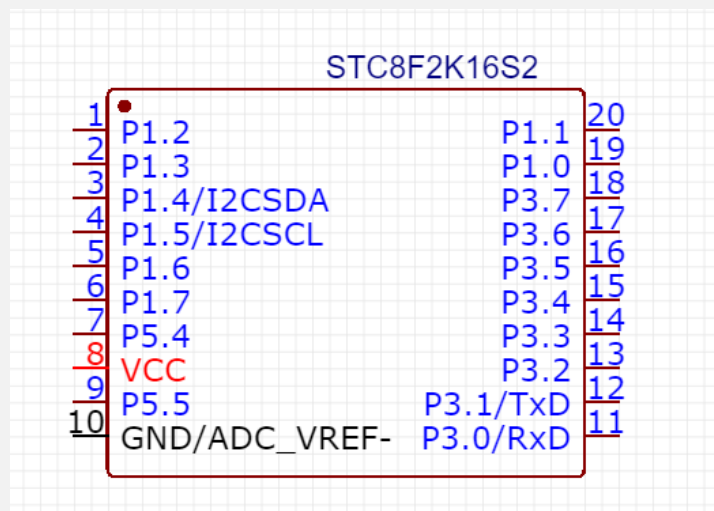 STC8F2K16S2
1 P1.2 P1.1 20
2 P1.3 P1.0 19
3 P1.4/I2CSDA P3.7 18
4 P1.5/I2CSCL P3.6 17
5 P1.6 P3.5 16
6 P1.7 P3.4 15
7 P5.4 P3.3 14
8 VCC P3.2 13
9 P5.5 P3.1/TxD 12
10 GND/ADC_VREF- P3.0/RxD 11